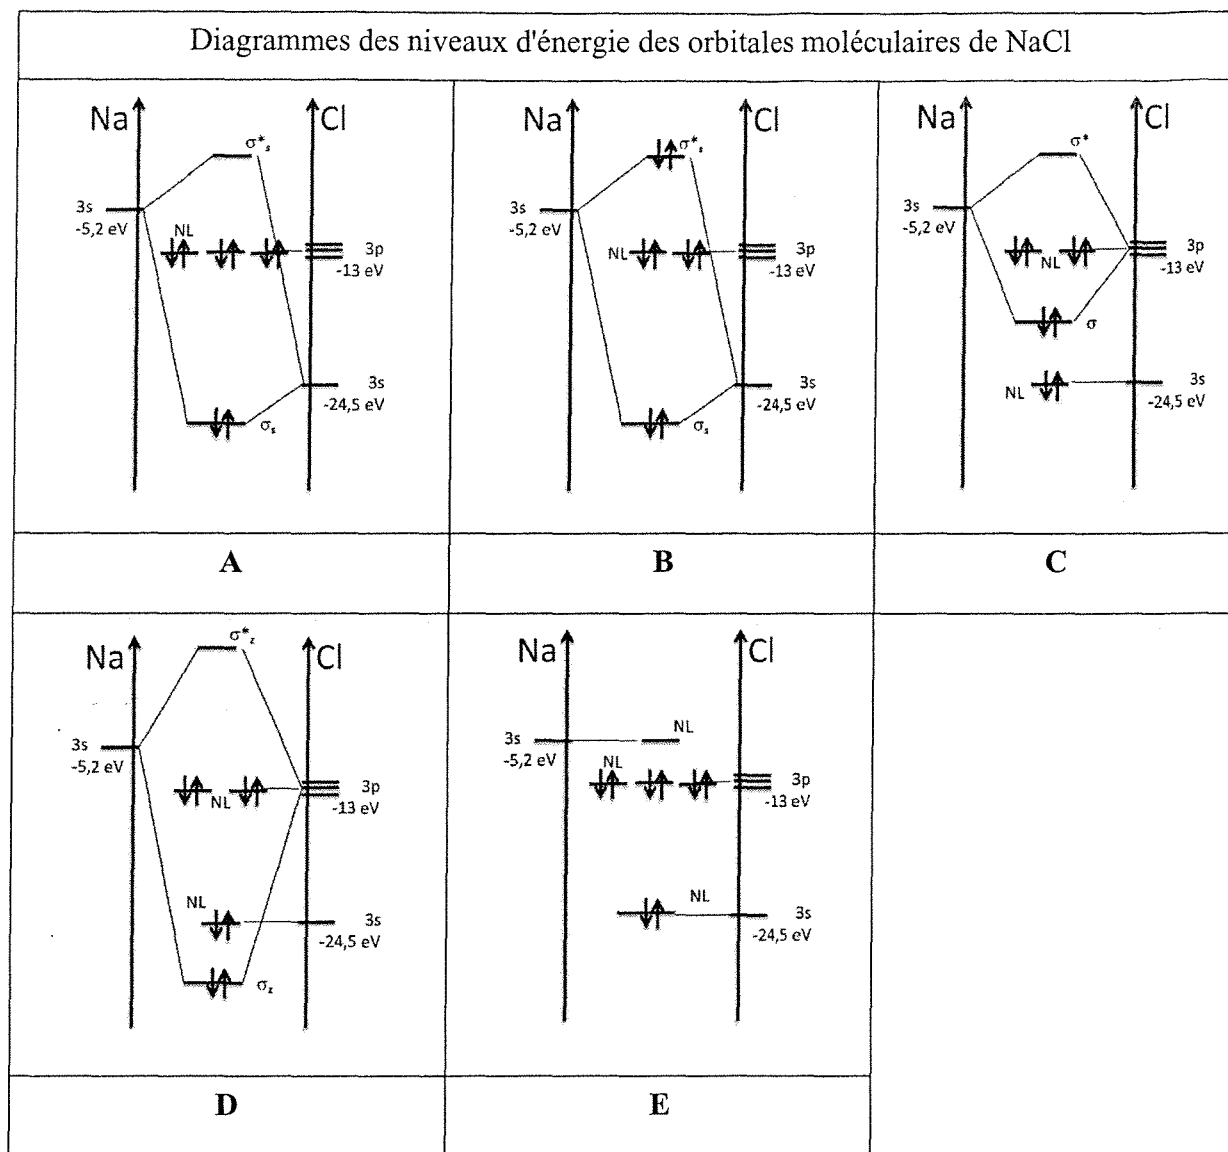 Diagrammes des niveaux d'énergie des orbitales moléculaires de NaCl
Na
Cl
σ*s
3s
-5,2 eV
NL
3p
-13 eV
3s
-24,5 eV
σs
A
Na
Cl
σ*s
3s
-5,2 eV
NL
3p
-13 eV
3s
-24,5 eV
σs
B
Na
Cl
σ*
3s
-5,2 eV
NL
3p
-13 eV
σ
NL
3s
-24,5 eV
C
Na
Cl
σ*z
3s
-5,2 eV
NL
3p
-13 eV
NL
3s
-24,5 eV
σz
D
Na
Cl
NL
3s
-5,2 eV
NL
3p
-13 eV
NL
3s
-24,5 eV
E